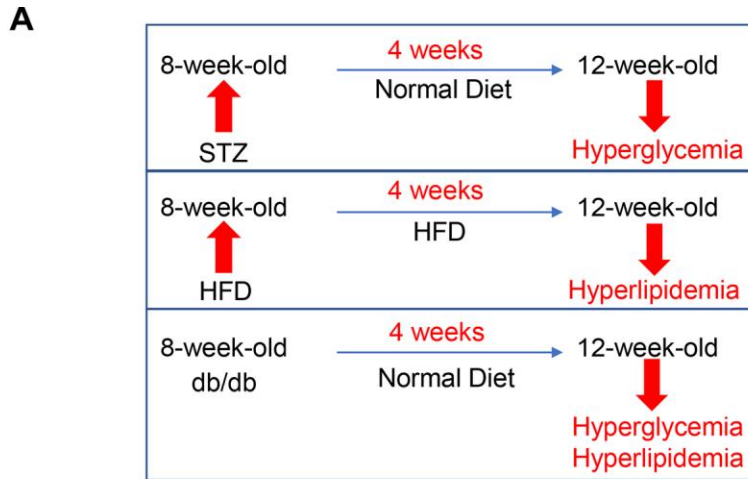 A
4 weeks
8-week-old
12-week-old
Normal Diet
STZ
Hyperglycemia
4 weeks
8-week-old
12-week-old
HFD
HFD
Hyperlipidemia
4 weeks
8-week-old
12-week-old
db/db
Normal Diet
Hyperglycemia
Hyperlipidemia